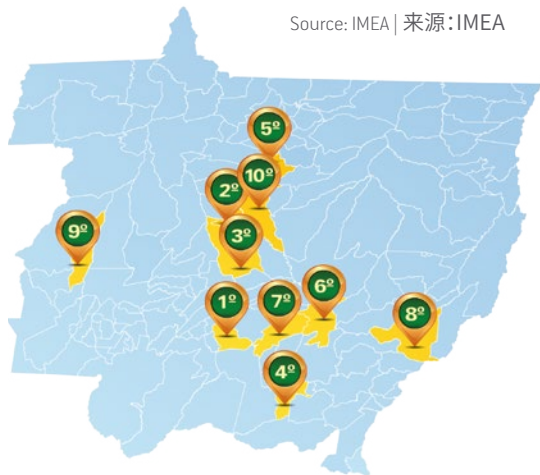 Source: IMEA | 来源：IMEA
5º
10º
2º
9º
3º
6º
1º
7º
8º
4º